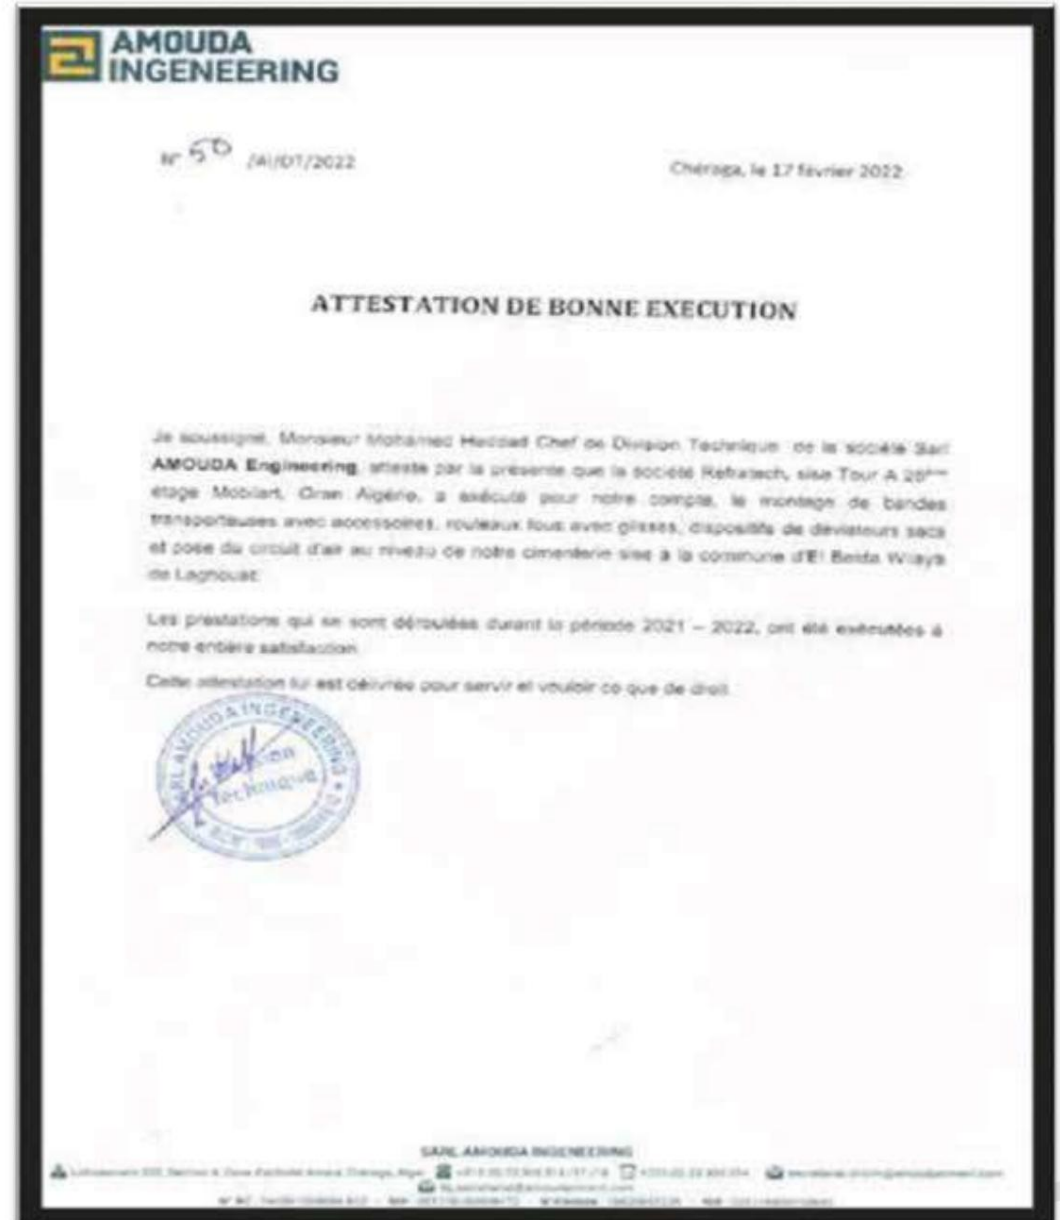 AMOUDA
INGENEERING
N° 50 /AI/DT/2022
Chéraga, le 17 février 2022
ATTESTATION DE BONNE EXECUTION
Je soussigné, Monsieur Mohamed Haddad Chef de Division Technique de la société Sarl
AMOUDA Engineering, atteste par la présente que la société Refratech, sise Tour A 28ème
étage Mobilart, Oran Algérie, a exécuté pour notre compte, le montage de bandes
transporteuses avec accessoires, rouleaux fous avec glisses, dispositifs de déviateurs sacs
et pose du circuit d'air au niveau de notre cimenterie sise à la commune d'El Beida Wilaya
de Laghouat.
Les prestations qui se sont déroulées durant la période 2021 – 2022, ont été exécutées à
notre entière satisfaction.
Cette attestation lui est délivrée pour servir et valoir ce que de droit.
SARL AMOUDA INGENEERING
Division
Technique
SARL AMOUDA INGENEERING